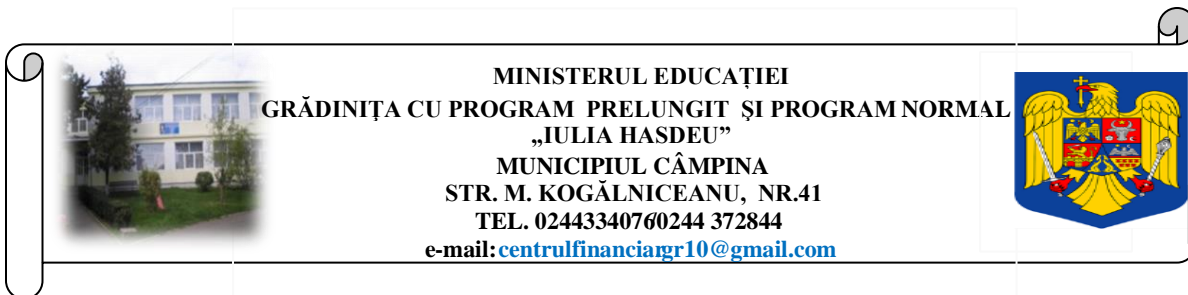 MINISTERUL EDUCAȚIEI
GRĂDINIȚA CU PROGRAM PRELUNGIT ȘI PROGRAM NORMAL
„IULIA HASDEU”
MUNICIPIUL CÂMPINA
STR. M. KOGĂLNICEANU, NR.41
TEL. 0244334076/0244 372844
e-mail: centrulfinanciargr10@gmail.com